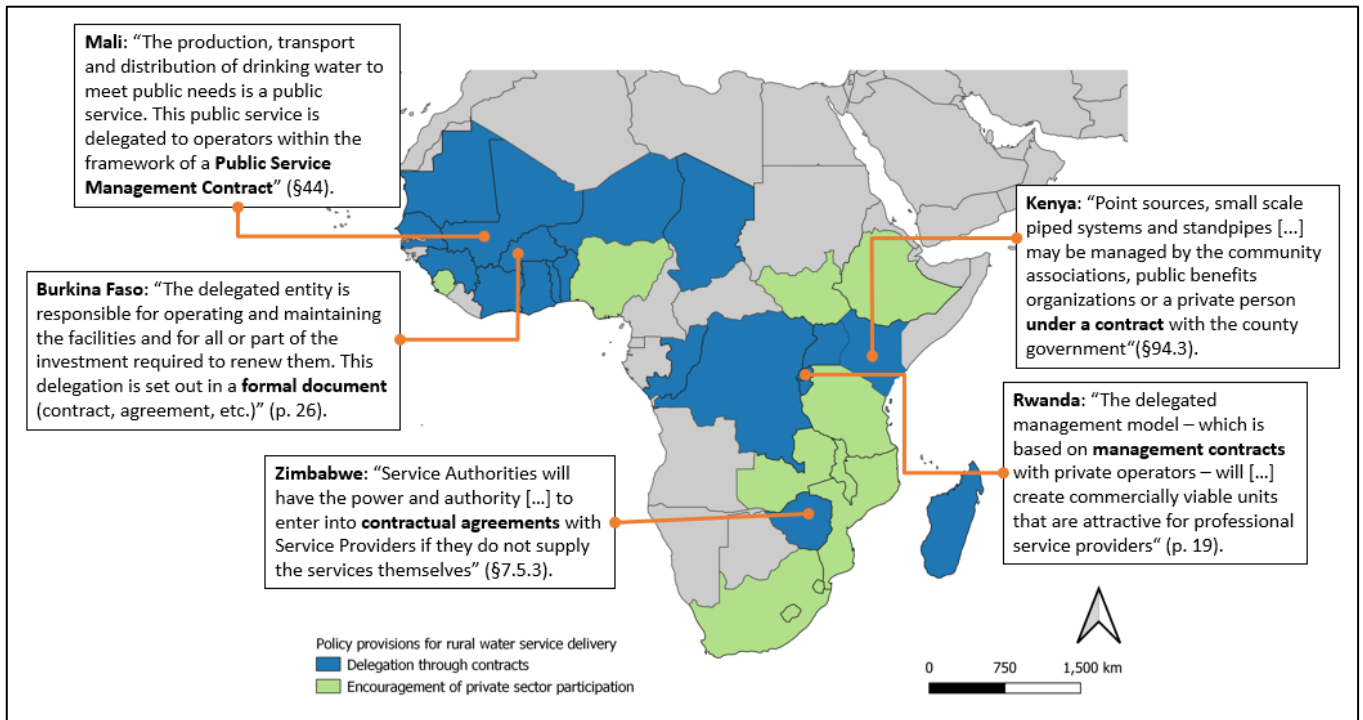 Mali: “The production, transport
and distribution of drinking water to
meet public needs is a public
service. This public service is
delegated to operators within the
framework of a Public Service
Management Contract” (§44).
Burkina Faso: “The delegated entity is
responsible for operating and maintaining
the facilities and for all or part of the
investment required to renew them. This
delegation is set out in a formal document
(contract, agreement, etc.)” (p. 26).
Zimbabwe: “Service Authorities will
have the power and authority [...] to
enter into contractual agreements with
Service Providers if they do not supply
the services themselves” (§7.5.3).
Kenya: “Point sources, small scale
piped systems and standpipes [...]
may be managed by the community
associations, public benefits
organizations or a private person
under a contract with the county
government“(§94.3).
Rwanda: “The delegated
management model – which is
based on management contracts
with private operators – will [...]
create commercially viable units
that are attractive for professional
service providers“ (p. 19).
Policy provisions for rural water service delivery
Delegation through contracts
Encouragement of private sector participation
0 750 1,500 km